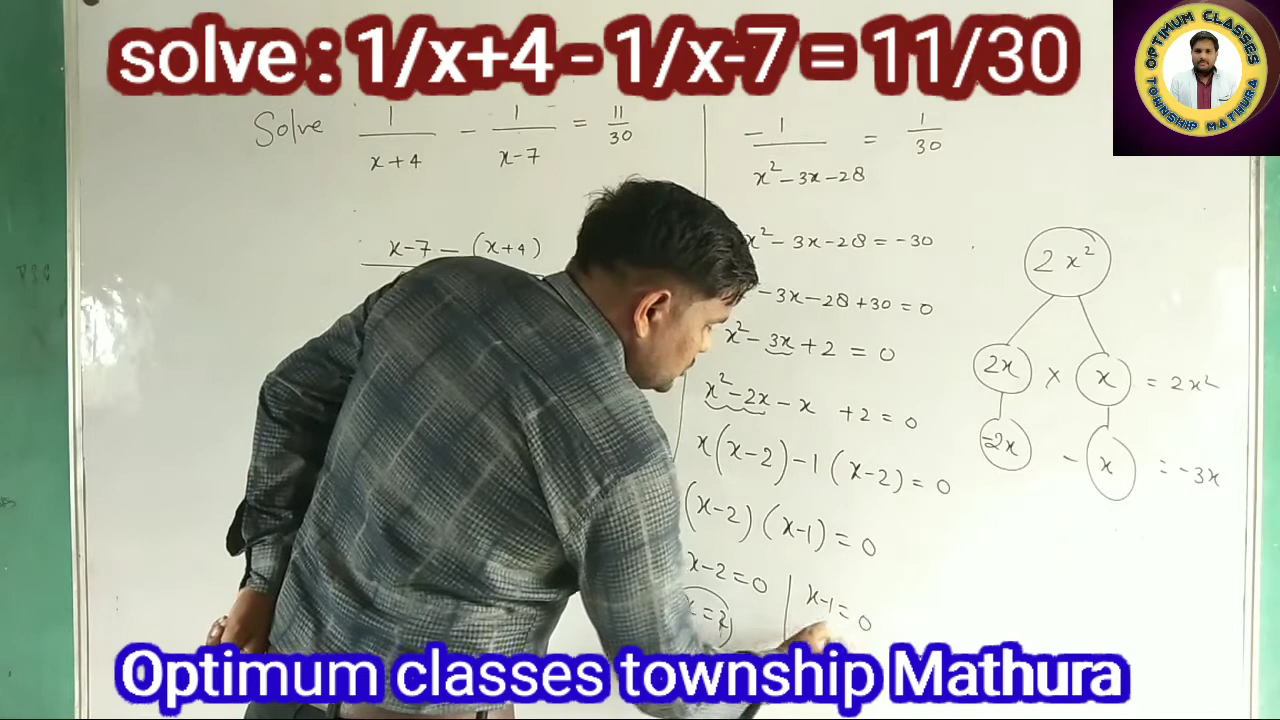 solve : 1/x+4 - 1/x-7 = 11/30
OPTIMUM CLASSES
TOWNSHIP MATHURA
Solve 1/(x+4) - 1/(x-7) = 11/30
x-7 - (x+4)
-1/(x²-3x-28) = 1/30
x²-3x-28 = -30
-3x-28+30 = 0
x²-3x+2 = 0
x²-2x-x +2 = 0
x(x-2)-1(x-2) = 0
(x-2)(x-1) = 0
x-2=0 | x-1=0
x=2
2x²
2x × x = 2x²
-2x - x = -3x
Optimum classes township Mathura